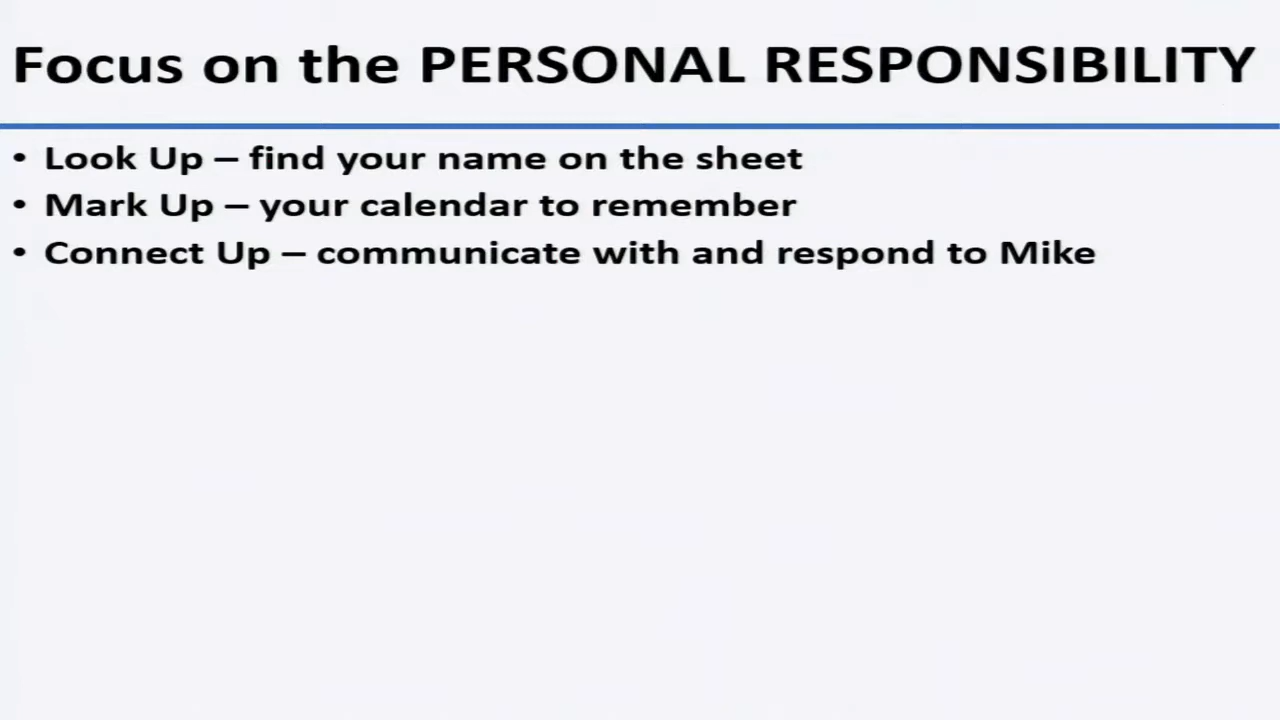 Focus on the PERSONAL RESPONSIBILITY
• Look Up – find your name on the sheet
• Mark Up – your calendar to remember
• Connect Up – communicate with and respond to Mike